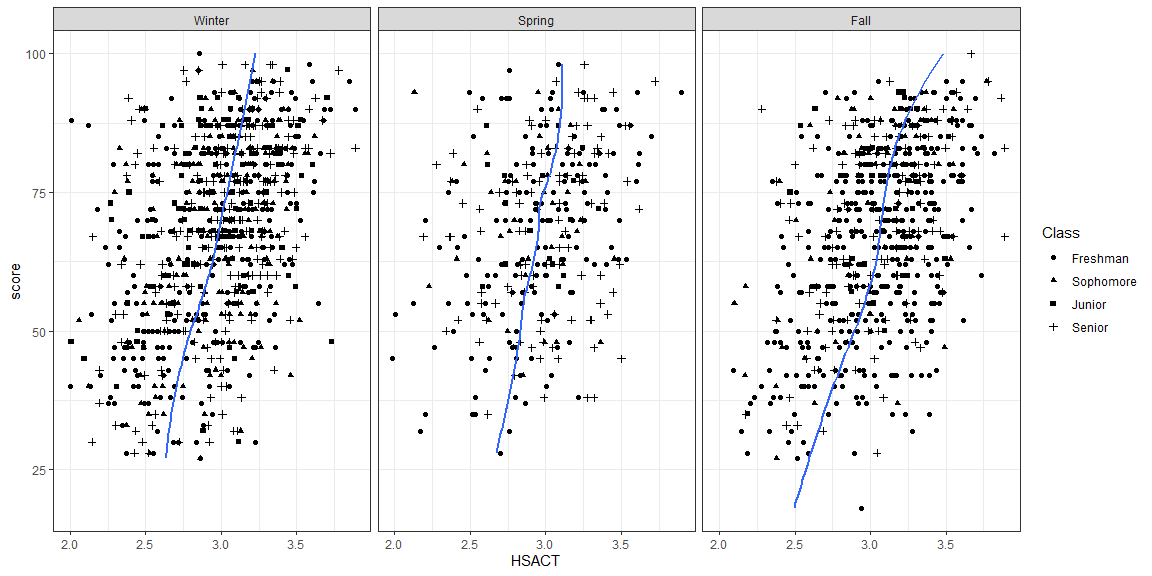 Winter Spring Fall
100
75
50
25
score
2.0 2.5 3.0 3.5 2.0 2.5 3.0 3.5 2.0 2.5 3.0 3.5
HSACT
Class
Freshman
Sophomore
Junior
Senior